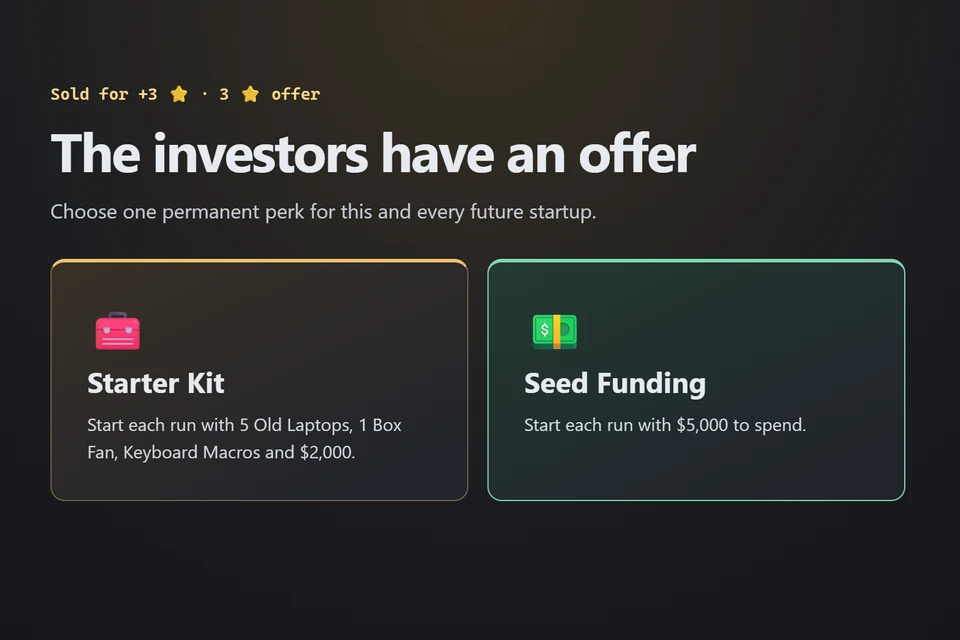 Sold for +3 ⭐ · 3 ⭐ offer
The investors have an offer
Choose one permanent perk for this and every future startup.
Starter Kit
Start each run with 5 Old Laptops, 1 Box
Fan, Keyboard Macros and $2,000.
$
Seed Funding
Start each run with $5,000 to spend.